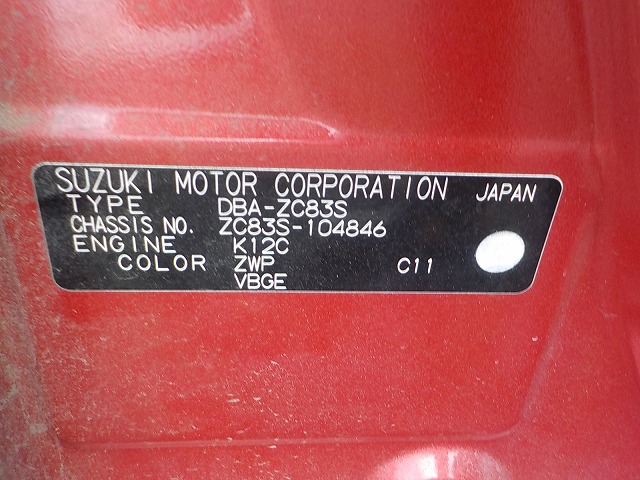 SUZUKI MOTOR CORPORATION JAPAN
TYPE DBA-ZC83S
CHASSIS NO. ZC83S-104846
ENGINE K12C
COLOR ZWP C11
VBGE